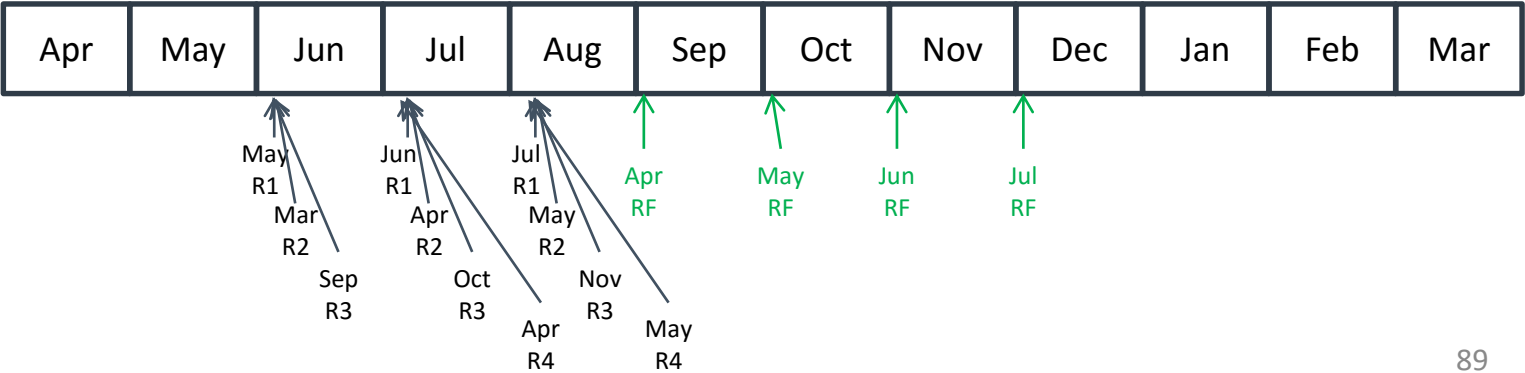 Apr May Jun Jul Aug Sep Oct Nov Dec Jan Feb Mar
May
R1
Mar
R2
Sep
R3
Jun
R1
Apr
R2
Oct
R3
Apr
R4
Jul
R1
May
R2
Nov
R3
May
R4
Apr
RF
May
RF
Jun
RF
Jul
RF
89